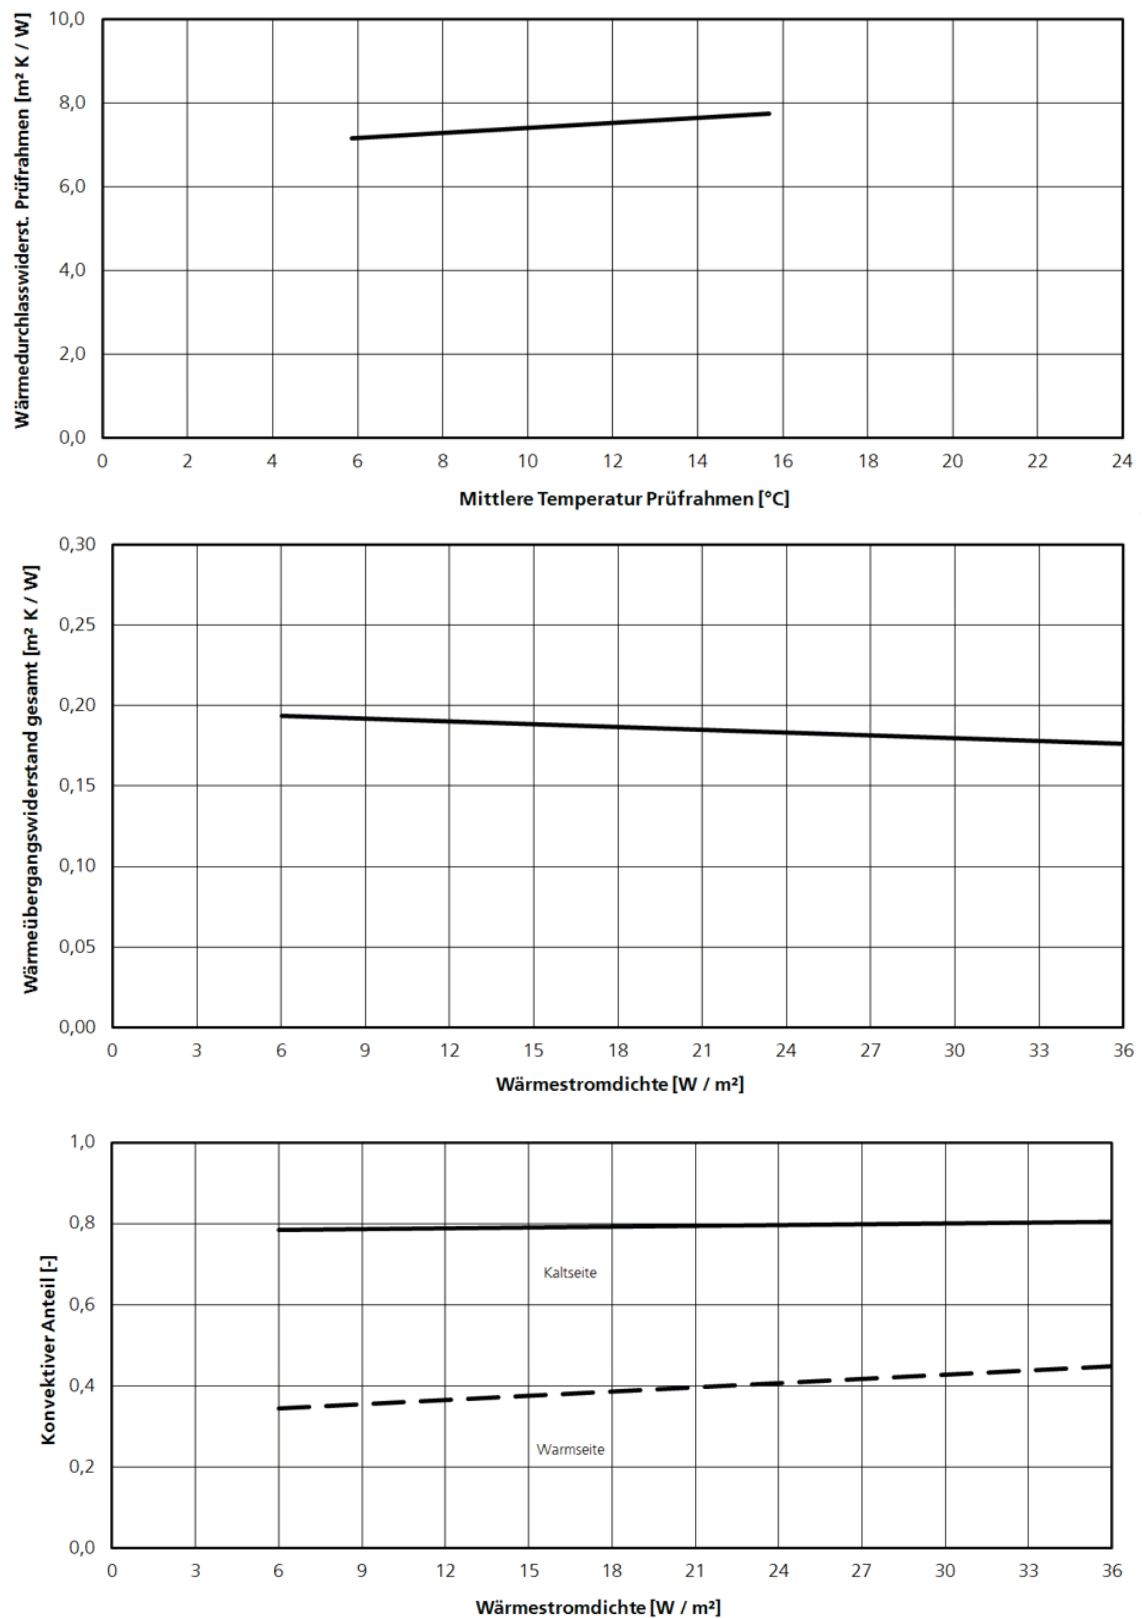 Wärmedurchlasswiderst. Prüfrahmen [m² K / W]
10,0
8,0
6,0
4,0
2,0
0,0
0 2 4 6 8 10 12 14 16 18 20 22 24
Mittlere Temperatur Prüfrahmen [°C]
Wärmeübergangswiderstand gesamt [m² K / W]
0,30
0,25
0,20
0,15
0,10
0,05
0,00
0 3 6 9 12 15 18 21 24 27 30 33 36
Wärmestromdichte [W / m²]
Konvektiver Anteil [-]
1,0
0,8
Kaltseite
0,6
0,4
Warmseite
0,2
0,0
0 3 6 9 12 15 18 21 24 27 30 33 36
Wärmestromdichte [W / m²]